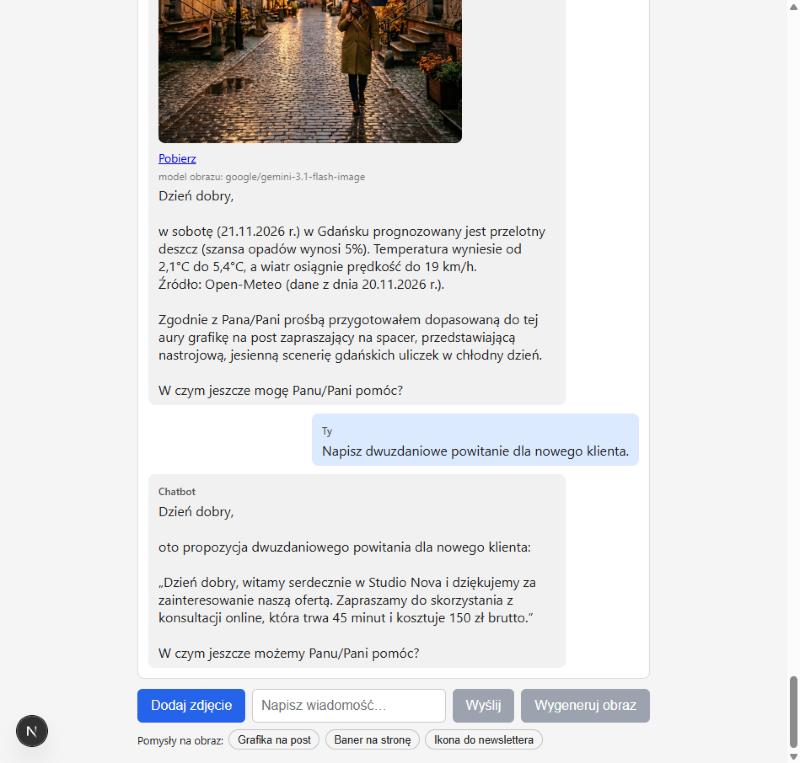 Pobierz
model obrazu: google/gemini-3.1-flash-image
Dzień dobry,
w sobotę (21.11.2026 r.) w Gdańsku prognozowany jest przelotny
deszcz (szansa opadów wynosi 5%). Temperatura wyniesie od
2,1°C do 5,4°C, a wiatr osiągnie prędkość do 19 km/h.
Źródło: Open-Meteo (dane z dnia 20.11.2026 r.).
Zgodnie z Pana/Pani prośbą przygotowałem dopasowaną do tej
aury grafikę na post zapraszający na spacer, przedstawiającą
nastrojową, jesienną scenerię gdańskich uliczek w chłodny dzień.
W czym jeszcze mogę Panu/Pani pomóc?
Ty
Napisz dwuzdaniowe powitanie dla nowego klienta.
Chatbot
Dzień dobry,
oto propozycja dwuzdaniowego powitania dla nowego klienta:
„Dzień dobry, witamy serdecznie w Studio Nova i dziękujemy za
zainteresowanie naszą ofertą. Zapraszamy do skorzystania z
konsultacji online, która trwa 45 minut i kosztuje 150 zł brutto.”
W czym jeszcze możemy Panu/Pani pomóc?
Dodaj zdjęcie
Napisz wiadomość...
Wyślij
Wygeneruj obraz
N
Pomysły na obraz:
Grafika na post
Baner na stronę
Ikona do newslettera